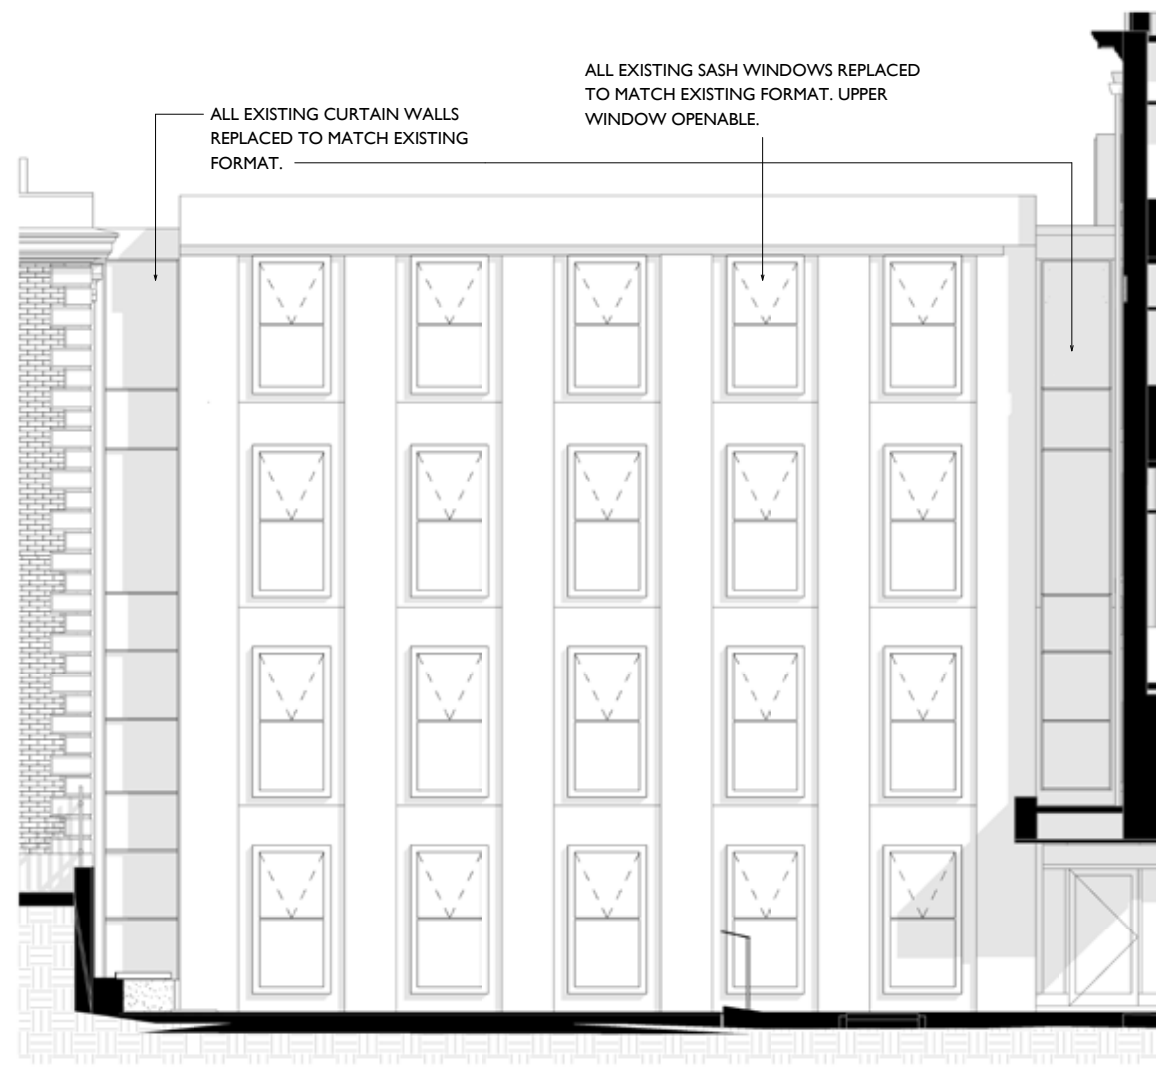 ALL EXISTING SASH WINDOWS REPLACED
TO MATCH EXISTING FORMAT. UPPER
WINDOW OPENABLE.
ALL EXISTING CURTAIN WALLS
REPLACED TO MATCH EXISTING
FORMAT.